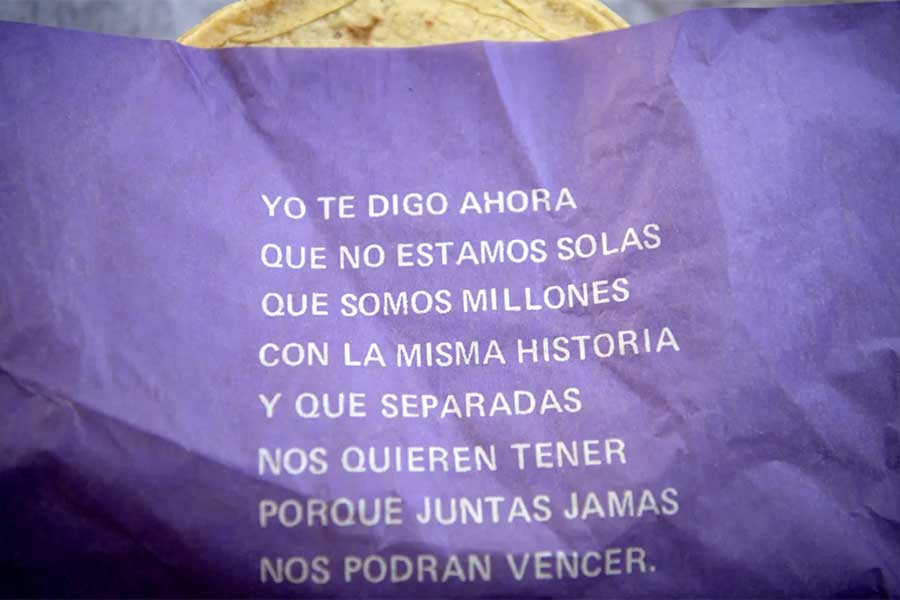 YO TE DIGO AHORA
QUE NO ESTAMOS SOLAS
QUE SOMOS MILLONES
CON LA MISMA HISTORIA
Y QUE SEPARADAS
NOS QUIEREN TENER
PORQUE JUNTAS JAMAS
NOS PODRAN VENCER.